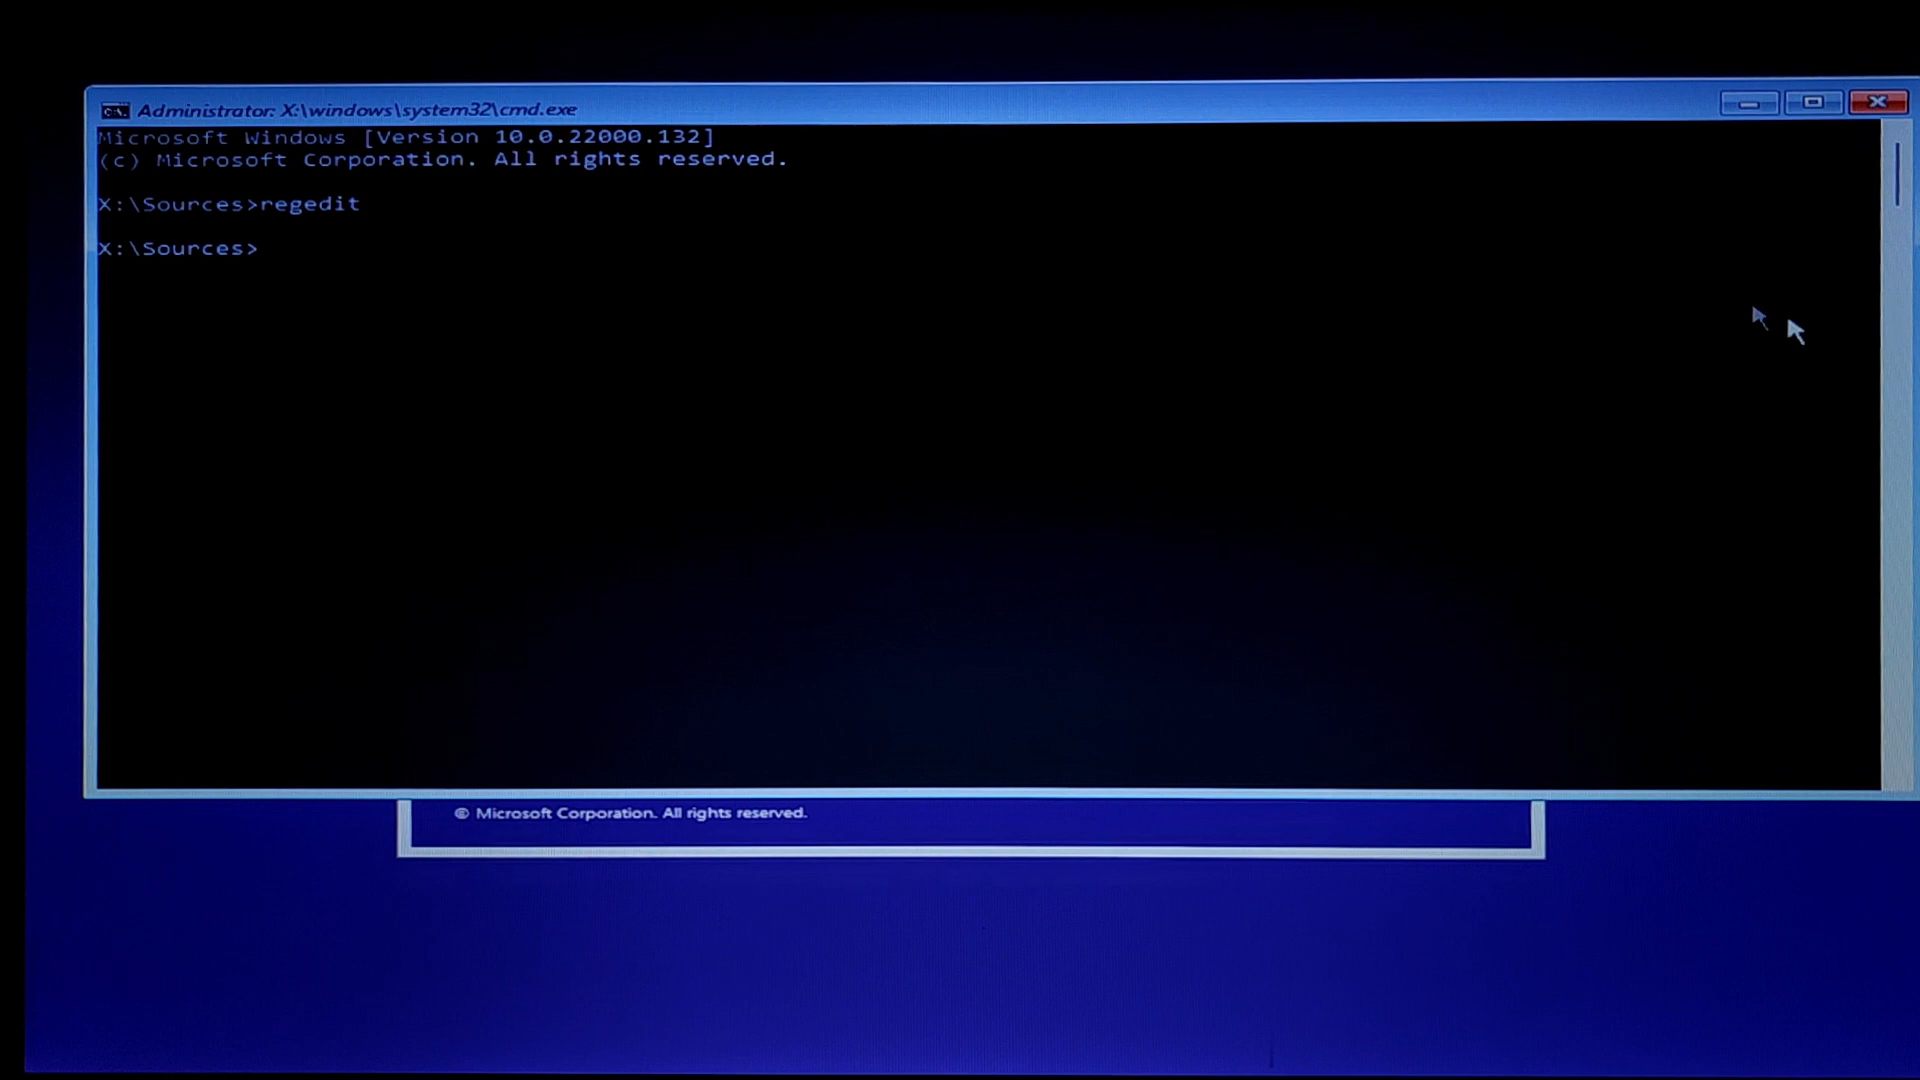 Administrator: X:\windows\system32\cmd.exe
Microsoft Windows [Version 10.0.22000.132]
(c) Microsoft Corporation. All rights reserved.
X:\Sources>regedit
X:\Sources>
© Microsoft Corporation. All rights reserved.